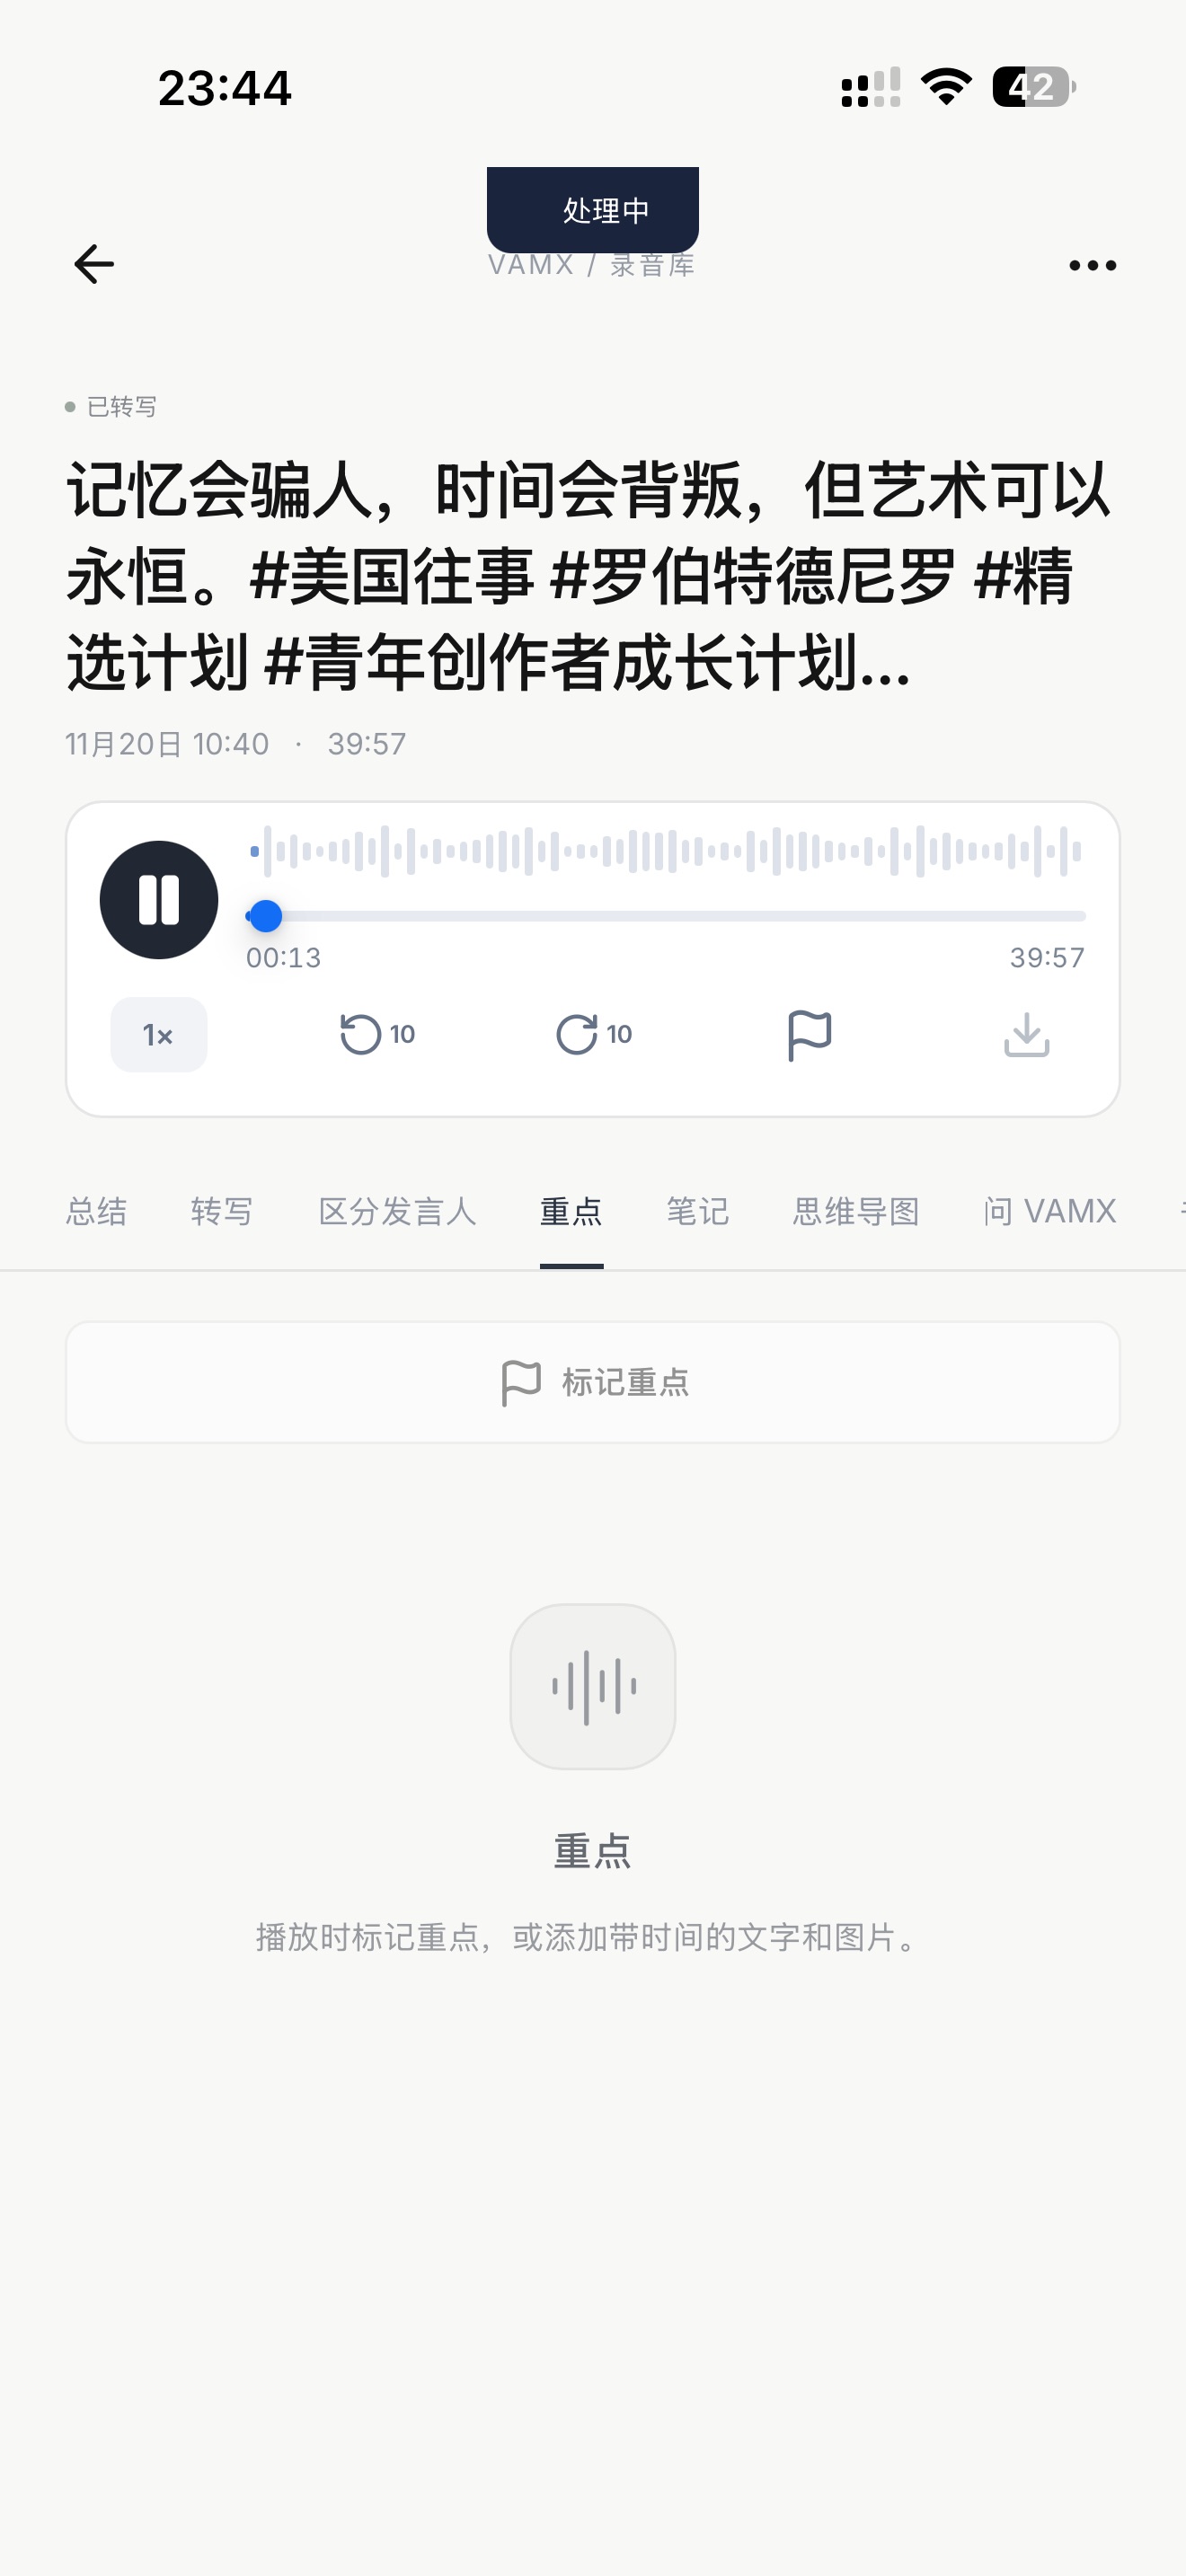 23:44
42
处理中
VAMX / 录音库
已转写
记忆会骗人，时间会背叛，但艺术可以
永恒。#美国往事 #罗伯特德尼罗 #精
选计划 #青年创作者成长计划...
11月20日 10:40 · 39:57
00:13 39:57
1× 10 10
总结 转写 区分发言人 重点 笔记 思维导图 问 VAMX
标记重点
重点
播放时标记重点，或添加带时间的文字和图片。